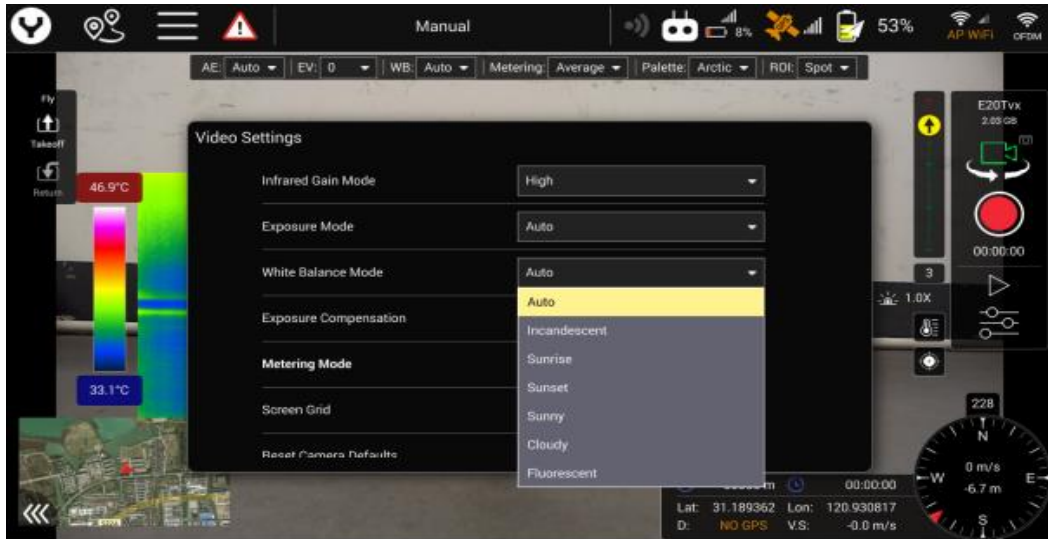 Manual
8%
53%
AP WiFi
OFDM
AE: Auto EV: 0 WB: Auto Metering: Average Palette: Arctic ROI: Spot
Fly
Takeoff
Return
E20Tvx
2.03 GB
Video Settings
46.9°C
33.1°C
Infrared Gain Mode High
Exposure Mode Auto
White Balance Mode Auto
Auto
Incandescent
Exposure Compensation
Sunrise
Metering Mode
Sunset
Screen Grid
Sunny
Cloudy
Reset Camera Defaults
Fluorescent
00:00:00
3
1.0X
228
N
W
E
S
0 m/s
-6.7 m
m 00:00:00
Lat: 31.189362 Lon: 120.930817
D: NO GPS V.S: -0.0 m/s